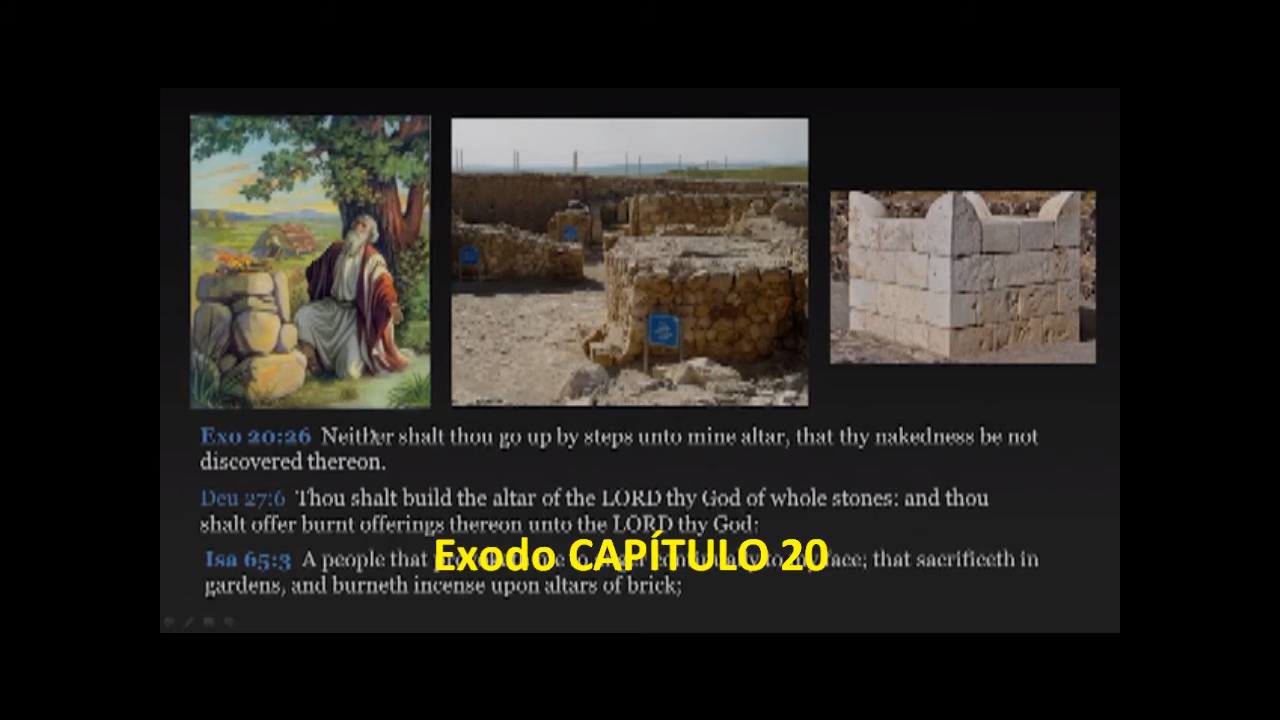 Exo 20:26 Neither shalt thou go up by steps unto mine altar, that thy nakedness be not
discovered thereon.
Deu 27:6 Thou shalt build the altar of the LORD thy God of whole stones: and thou
shalt offer burnt offerings thereon unto the LORD thy God:
Isa 65:3 A people that face; that sacrificeth in
Exodo CAPÍTULO 20
gardens, and burneth incense upon altars of brick;